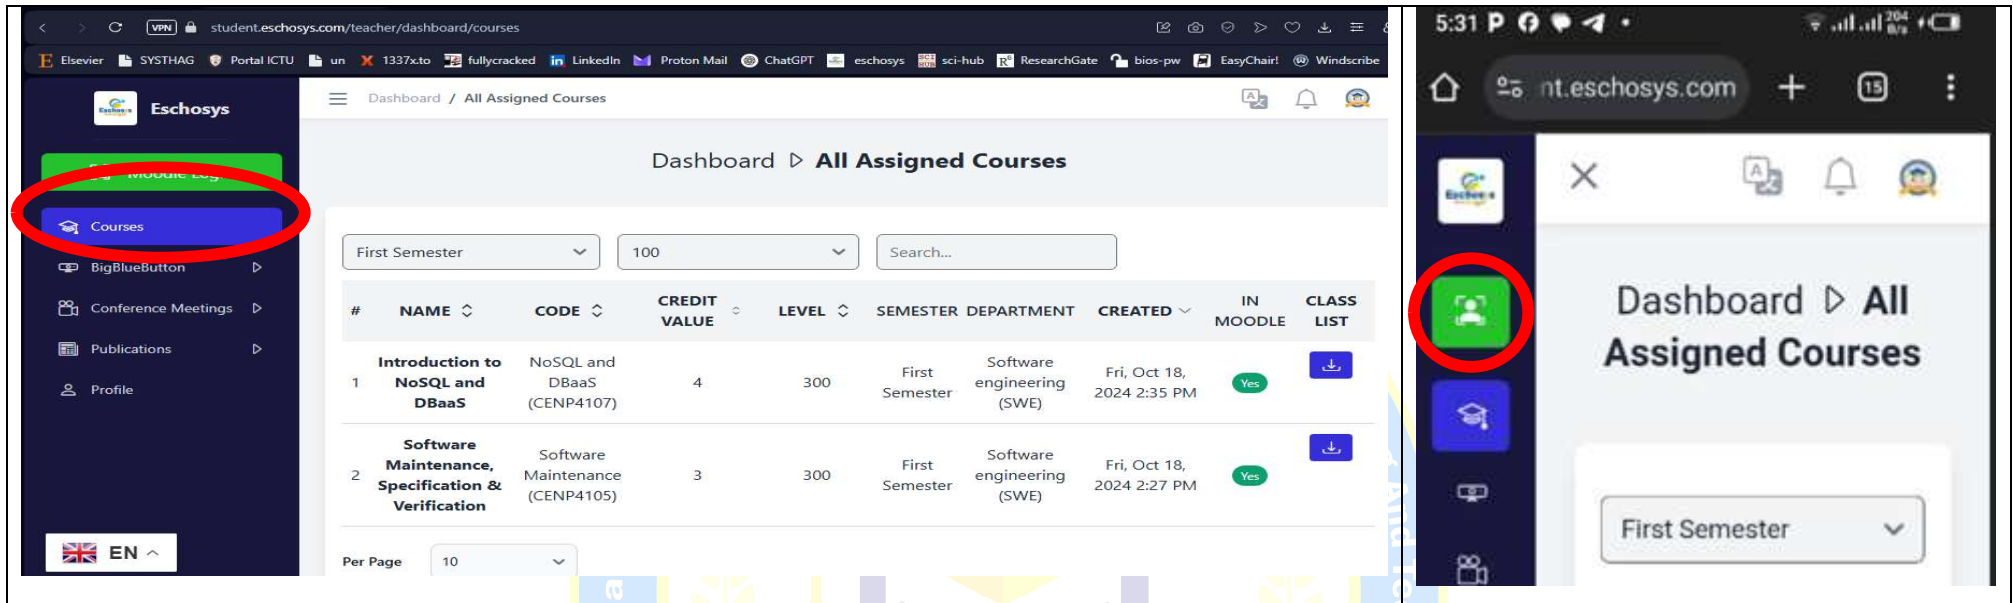 VPN student.eschosys.com/teacher/dashboard/courses
Elsevier SYSTHAG Portal ICTU un 1337x.to fullycracked LinkedIn Proton Mail ChatGPT eschosys sci-hub ResearchGate bios-pw EasyChair! Windscribe
Eschosys
Dashboard / All Assigned Courses
Dashboard ▷ All Assigned Courses
Courses
BigBlueButton
Conference Meetings
Publications
Profile
EN
First Semester 100 Search...
# NAME CODE CREDIT VALUE LEVEL SEMESTER DEPARTMENT CREATED IN MOODLE CLASS LIST
1 Introduction to NoSQL and DBaaS NoSQL and DBaaS (CENP4107) 4 300 First Semester Software engineering (SWE) Fri, Oct 18, 2024 2:35 PM Yes
2 Software Maintenance, Specification & Verification Software Maintenance (CENP4105) 3 300 First Semester Software engineering (SWE) Fri, Oct 18, 2024 2:27 PM Yes
Per Page 10
5:31
204 B/s
nt.eschosys.com 15
Dashboard ▷ All
Assigned Courses
First Semester
And